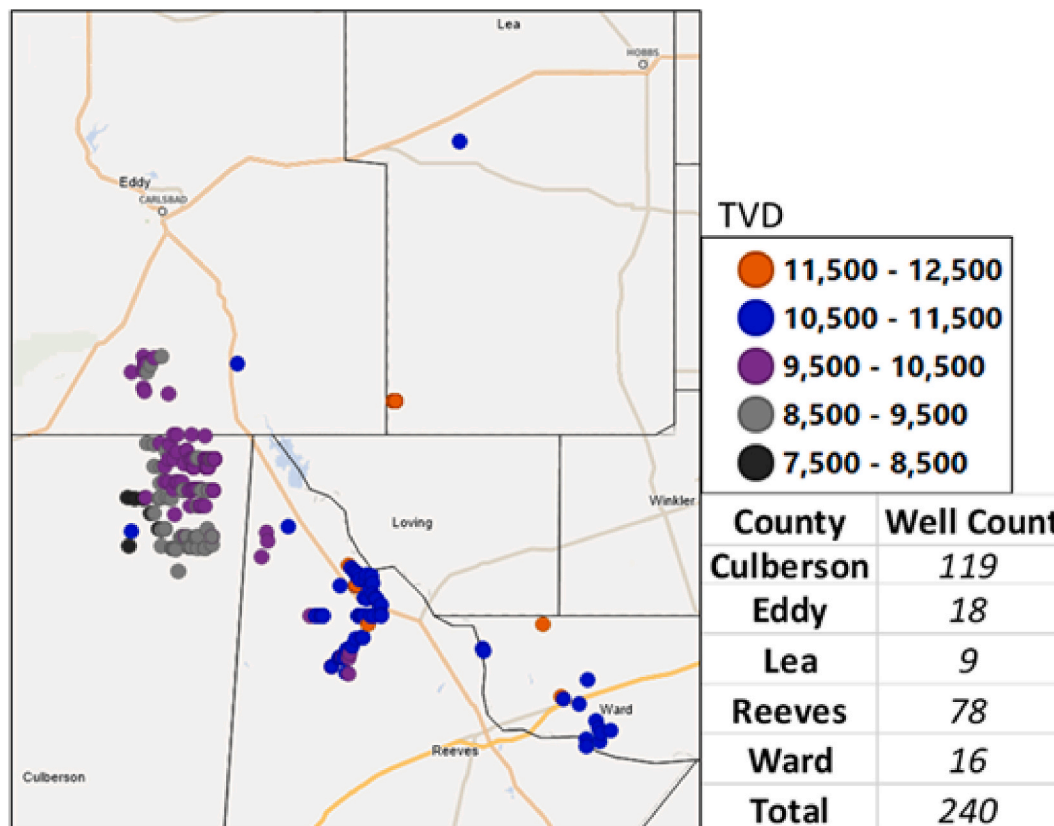 Lea
HOBBS
Eddy
CARLSBAD
TVD
11,500 - 12,500
10,500 - 11,500
9,500 - 10,500
8,500 - 9,500
7,500 - 8,500
Winkler
Loving
Ward
Reeves
Culberson
County Well Count
Culberson 119
Eddy 18
Lea 9
Reeves 78
Ward 16
Total 240